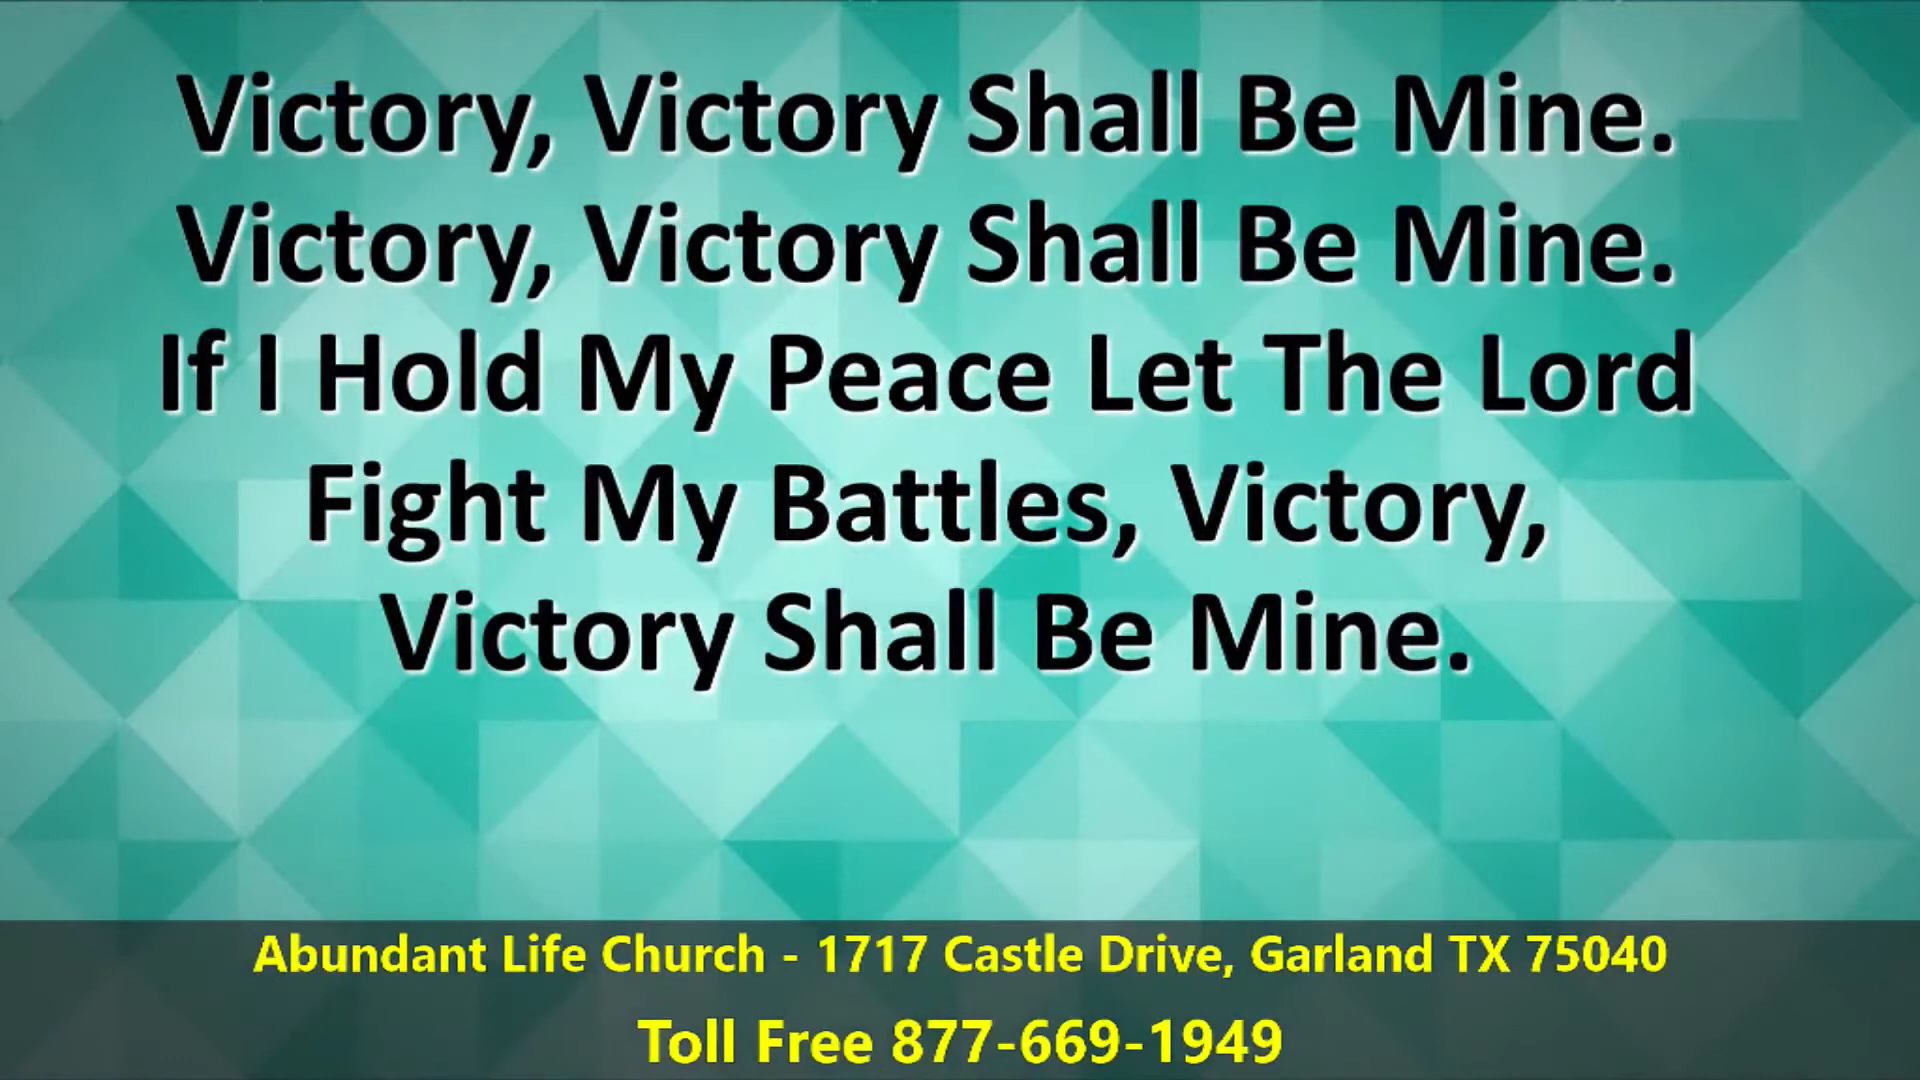 Victory, Victory Shall Be Mine.
Victory, Victory Shall Be Mine.
If I Hold My Peace Let The Lord
Fight My Battles, Victory,
Victory Shall Be Mine.
Abundant Life Church - 1717 Castle Drive, Garland TX 75040
Toll Free 877-669-1949